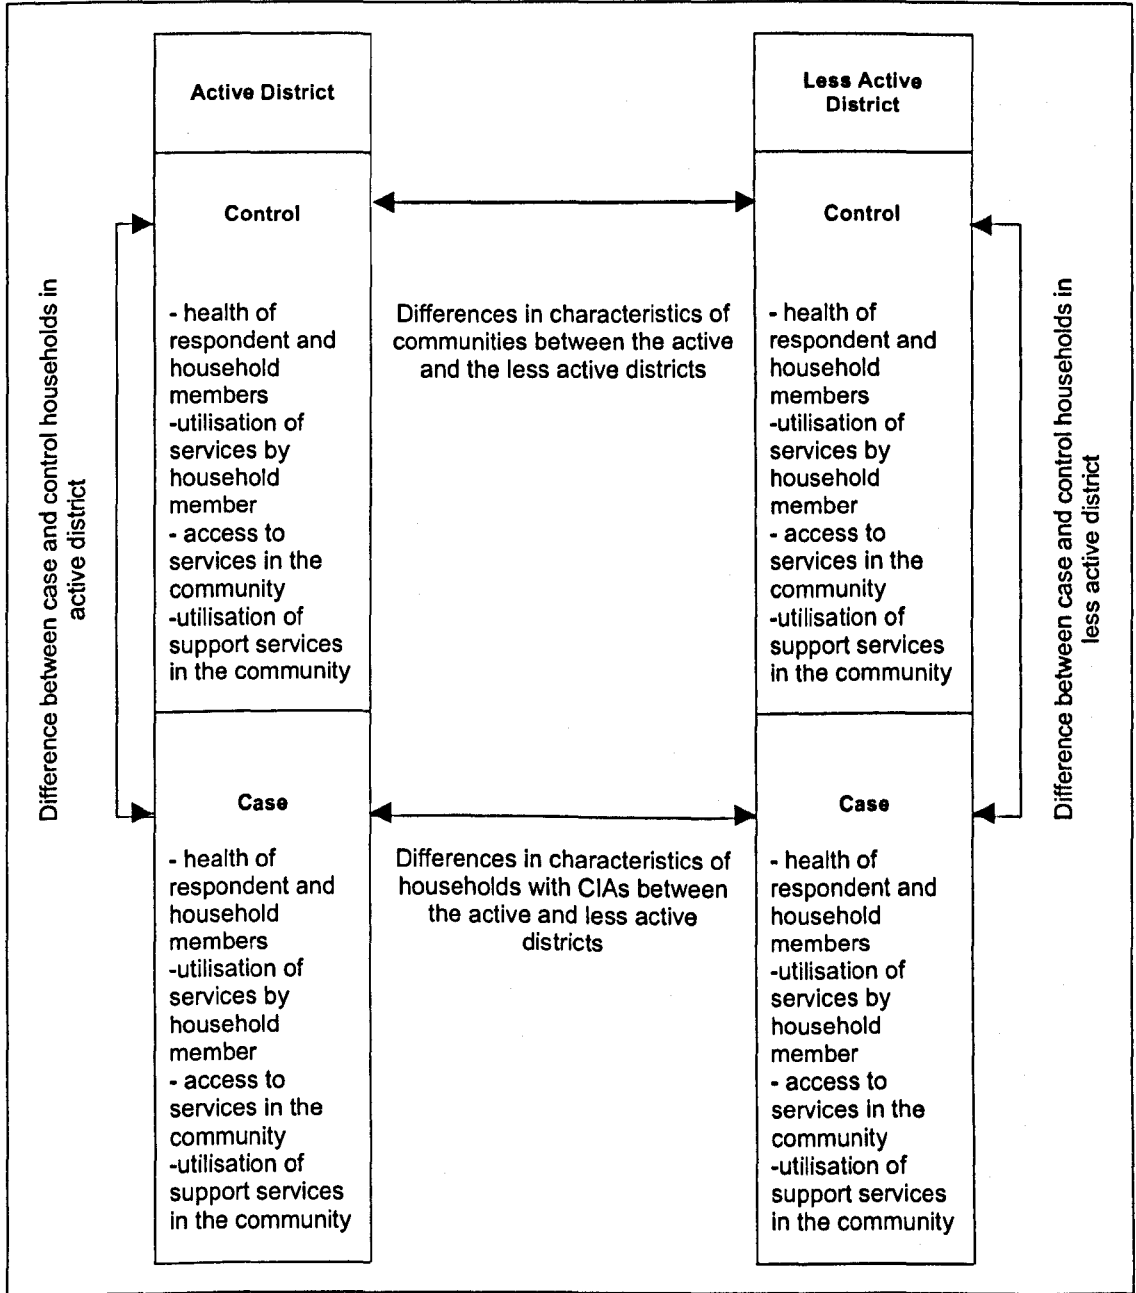 Active District
Less Active
District
Control
Control
- health of
respondent and
household
members
-utilisation of
services by
household
member
- access to
services in the
community
-utilisation of
support services
in the community
Differences in characteristics of
communities between the active
and the less active districts
- health of
respondent and
household
members
-utilisation of
services by
household
member
- access to
services in the
community
-utilisation of
support services
in the community
Difference between case and control households in
active district
Difference between case and control households in
less active district
Case
Case
- health of
respondent and
household
members
-utilisation of
services by
household
member
- access to
services in the
community
-utilisation of
support services
in the community
Differences in characteristics of
households with CIAs between
the active and less active
districts
- health of
respondent and
household
members
-utilisation of
services by
household
member
- access to
services in the
community
-utilisation of
support services
in the community